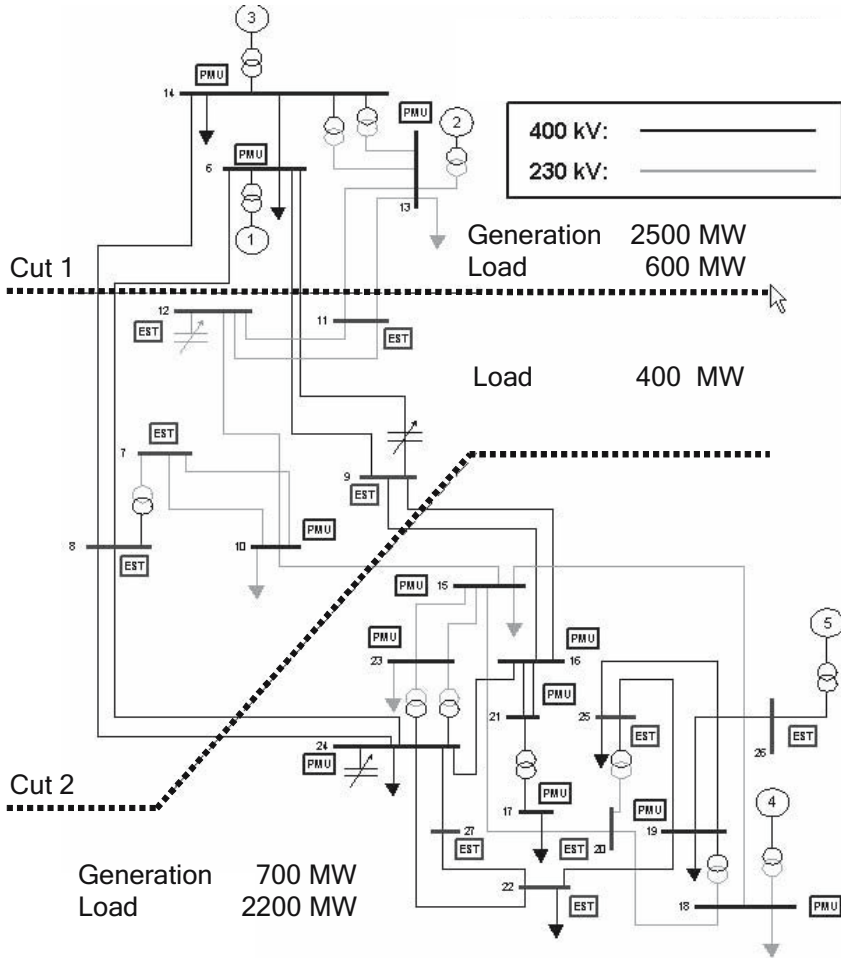 3
PMU
14
PMU
2
400 kV:
230 kV:
PMU
6
13
1
Generation 2500 MW
Load 600 MW
Cut 1
12
11
EST
EST
Load 400 MW
EST
7
9
EST
PMU
8
10
EST
PMU
15
5
PMU
PMU
23
16
PMU
21
25
EST
EST
26
24
PMU
Cut 2
4
PMU
PMU
17
19
27
EST
EST
20
Generation 700 MW
Load 2200 MW
22
EST
18
PMU